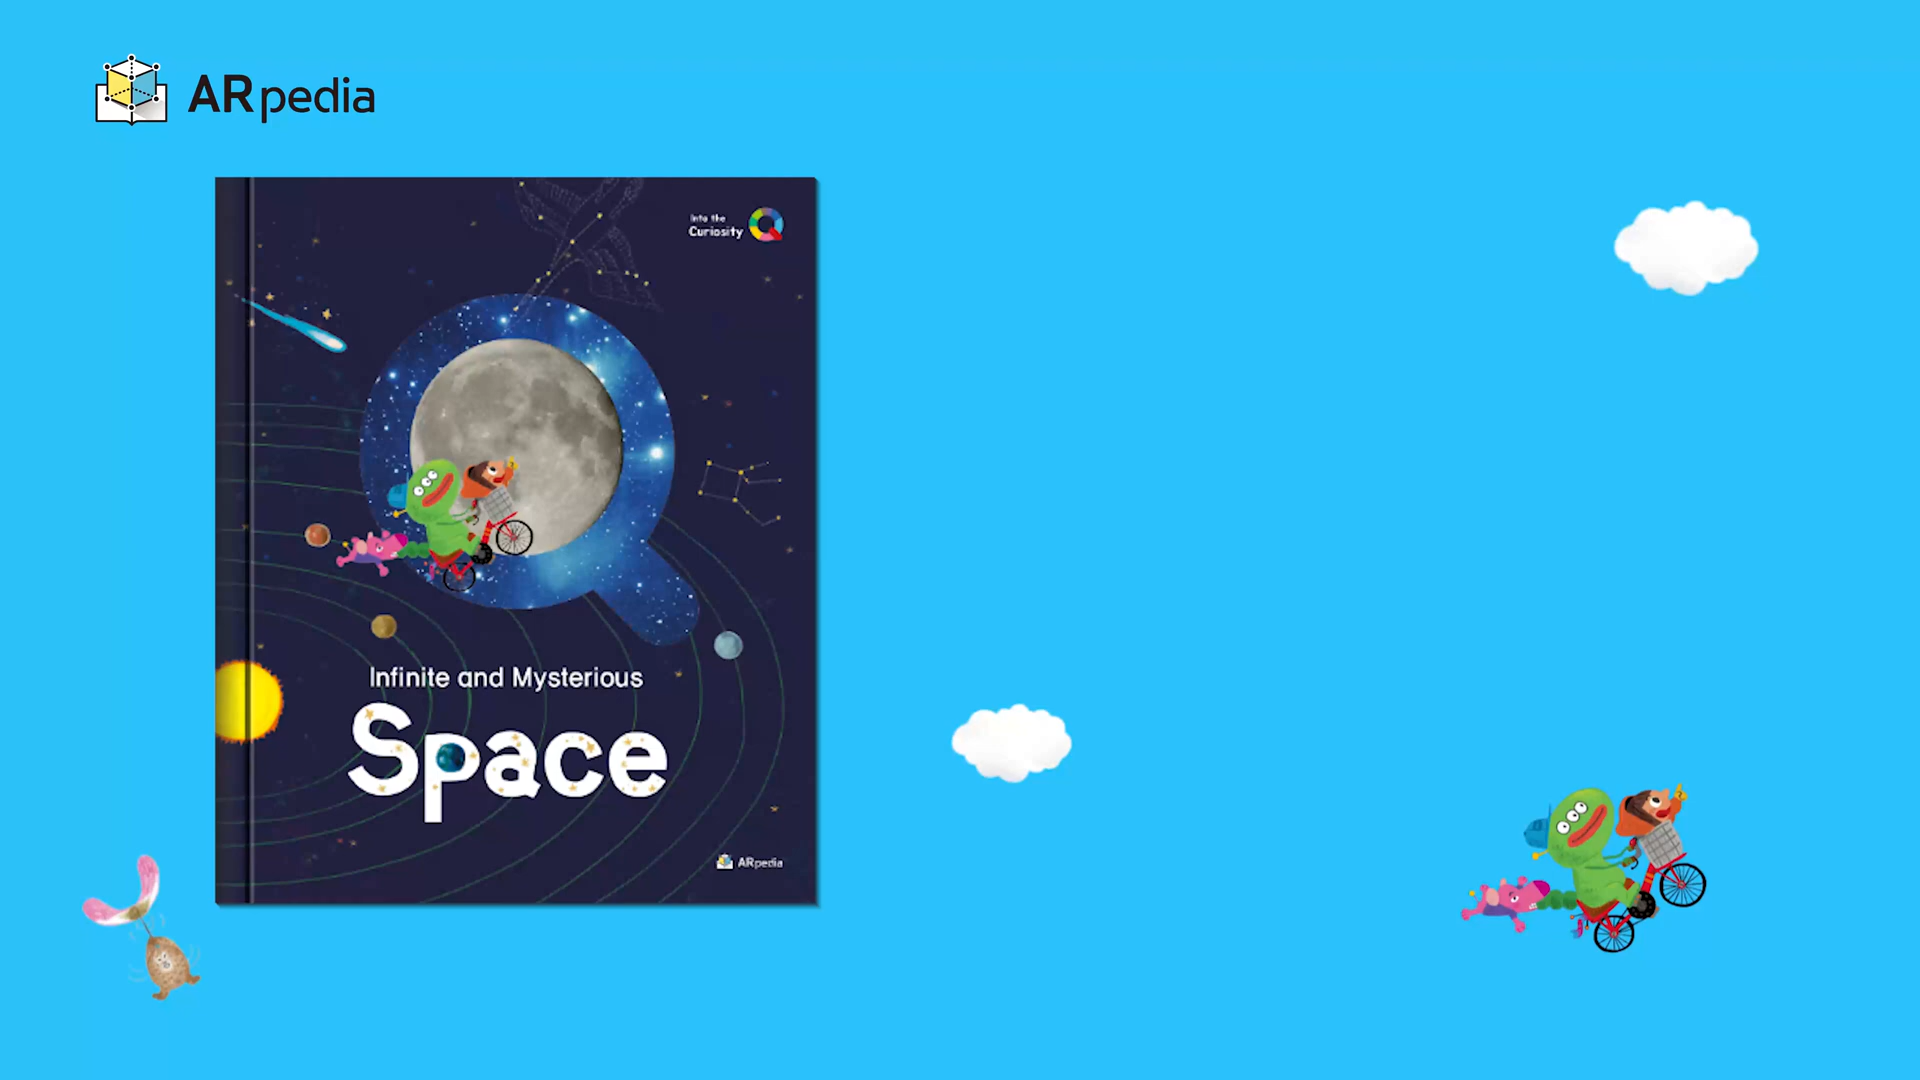 ARpedia
Into the
Curiosity
Infinite and Mysterious
Space
ARpedia